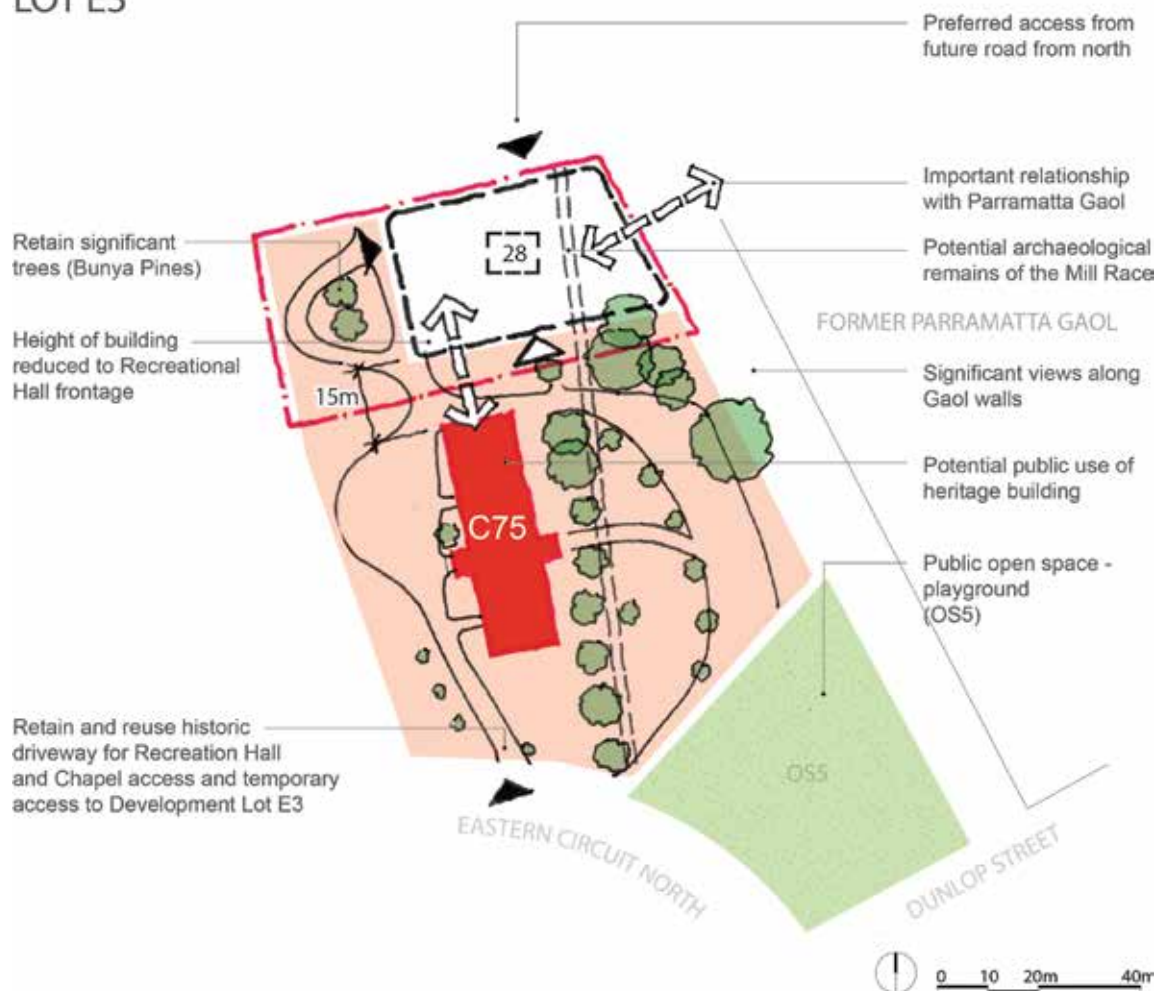 LOT E3
Preferred access from
future road from north
Important relationship
with Parramatta Gaol
Retain significant
trees (Bunya Pines)
28
Potential archaeological
remains of the Mill Race
FORMER PARRAMATTA GAOL
Height of building
reduced to Recreational
Hall frontage
15m
Significant views along
Gaol walls
Potential public use of
heritage building
C75
Public open space -
playground
(OS5)
Retain and reuse historic
driveway for Recreation Hall
and Chapel access and temporary
access to Development Lot E3
OS5
EASTERN CIRCUIT NORTH
DUNLOP STREET
0 10 20m 40m